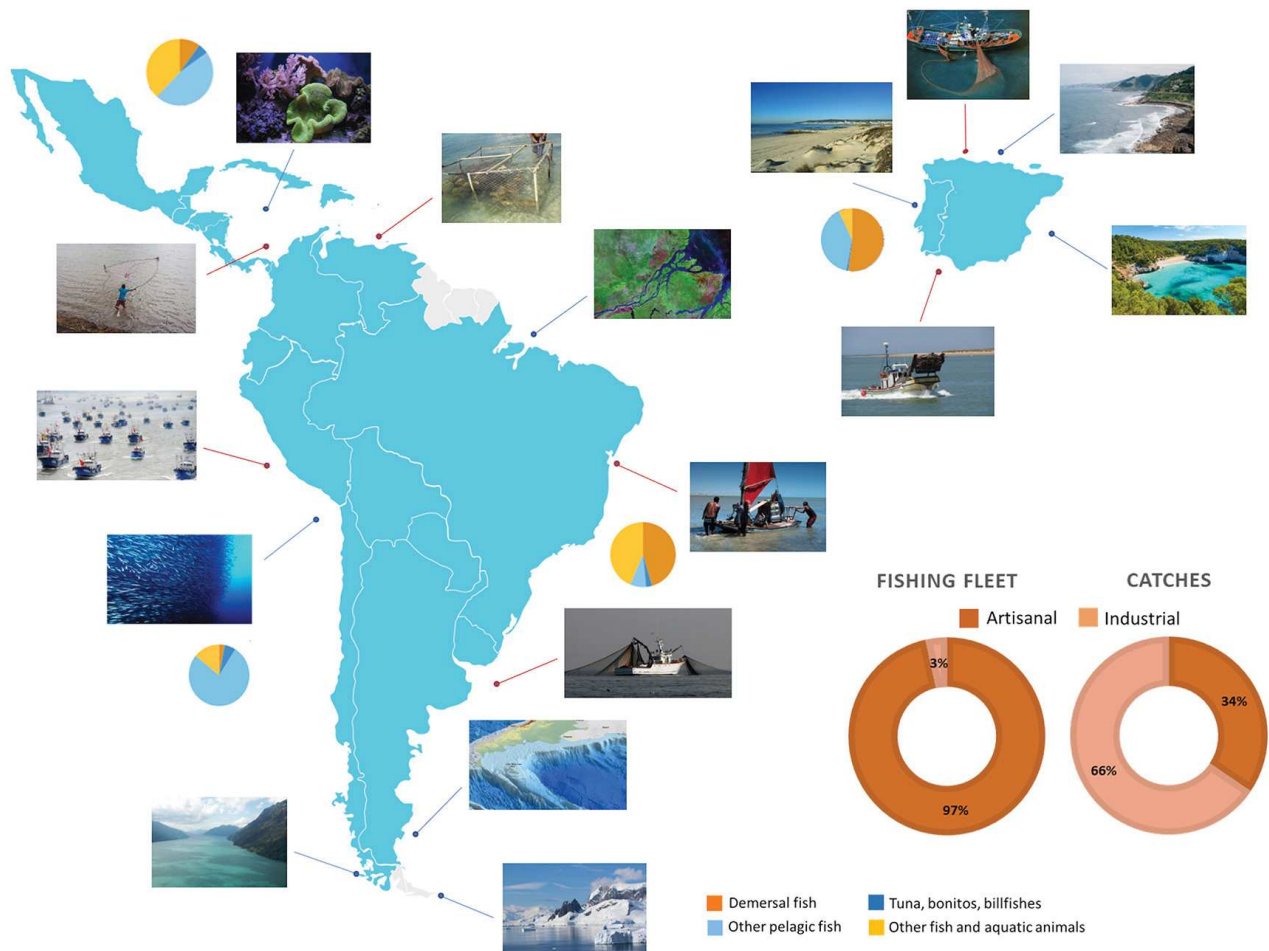 FISHING FLEET
CATCHES
Artisanal
Industrial
3%
97%
34%
66%
Demersal fish
Tuna, bonitos, billfishes
Other pelagic fish
Other fish and aquatic animals